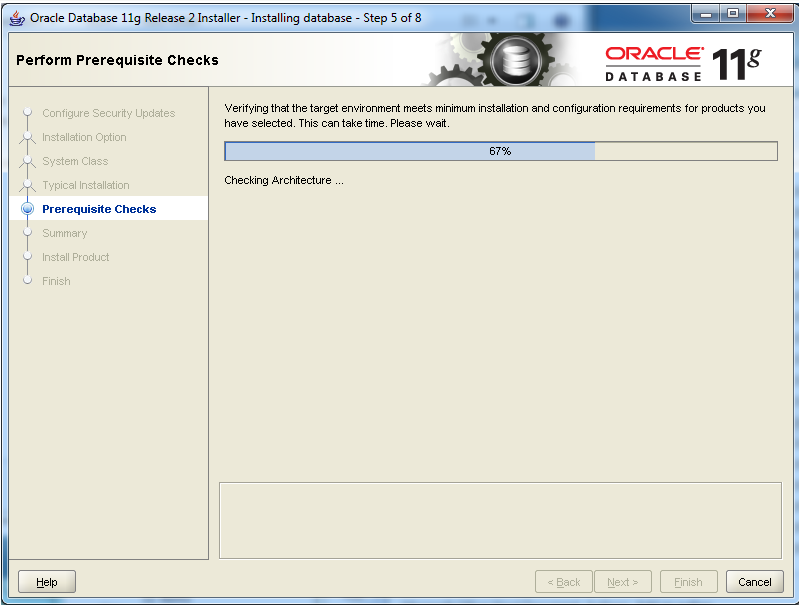 Oracle Database 11g Release 2 Installer - Installing database - Step 5 of 8
Perform Prerequisite Checks
ORACLE
DATABASE 11g
Configure Security Updates
Installation Option
System Class
Typical Installation
Prerequisite Checks
Summary
Install Product
Finish
Verifying that the target environment meets minimum installation and configuration requirements for products you
have selected. This can take time. Please wait.
67%
Checking Architecture ...
Help
< Back
Next >
Finish
Cancel